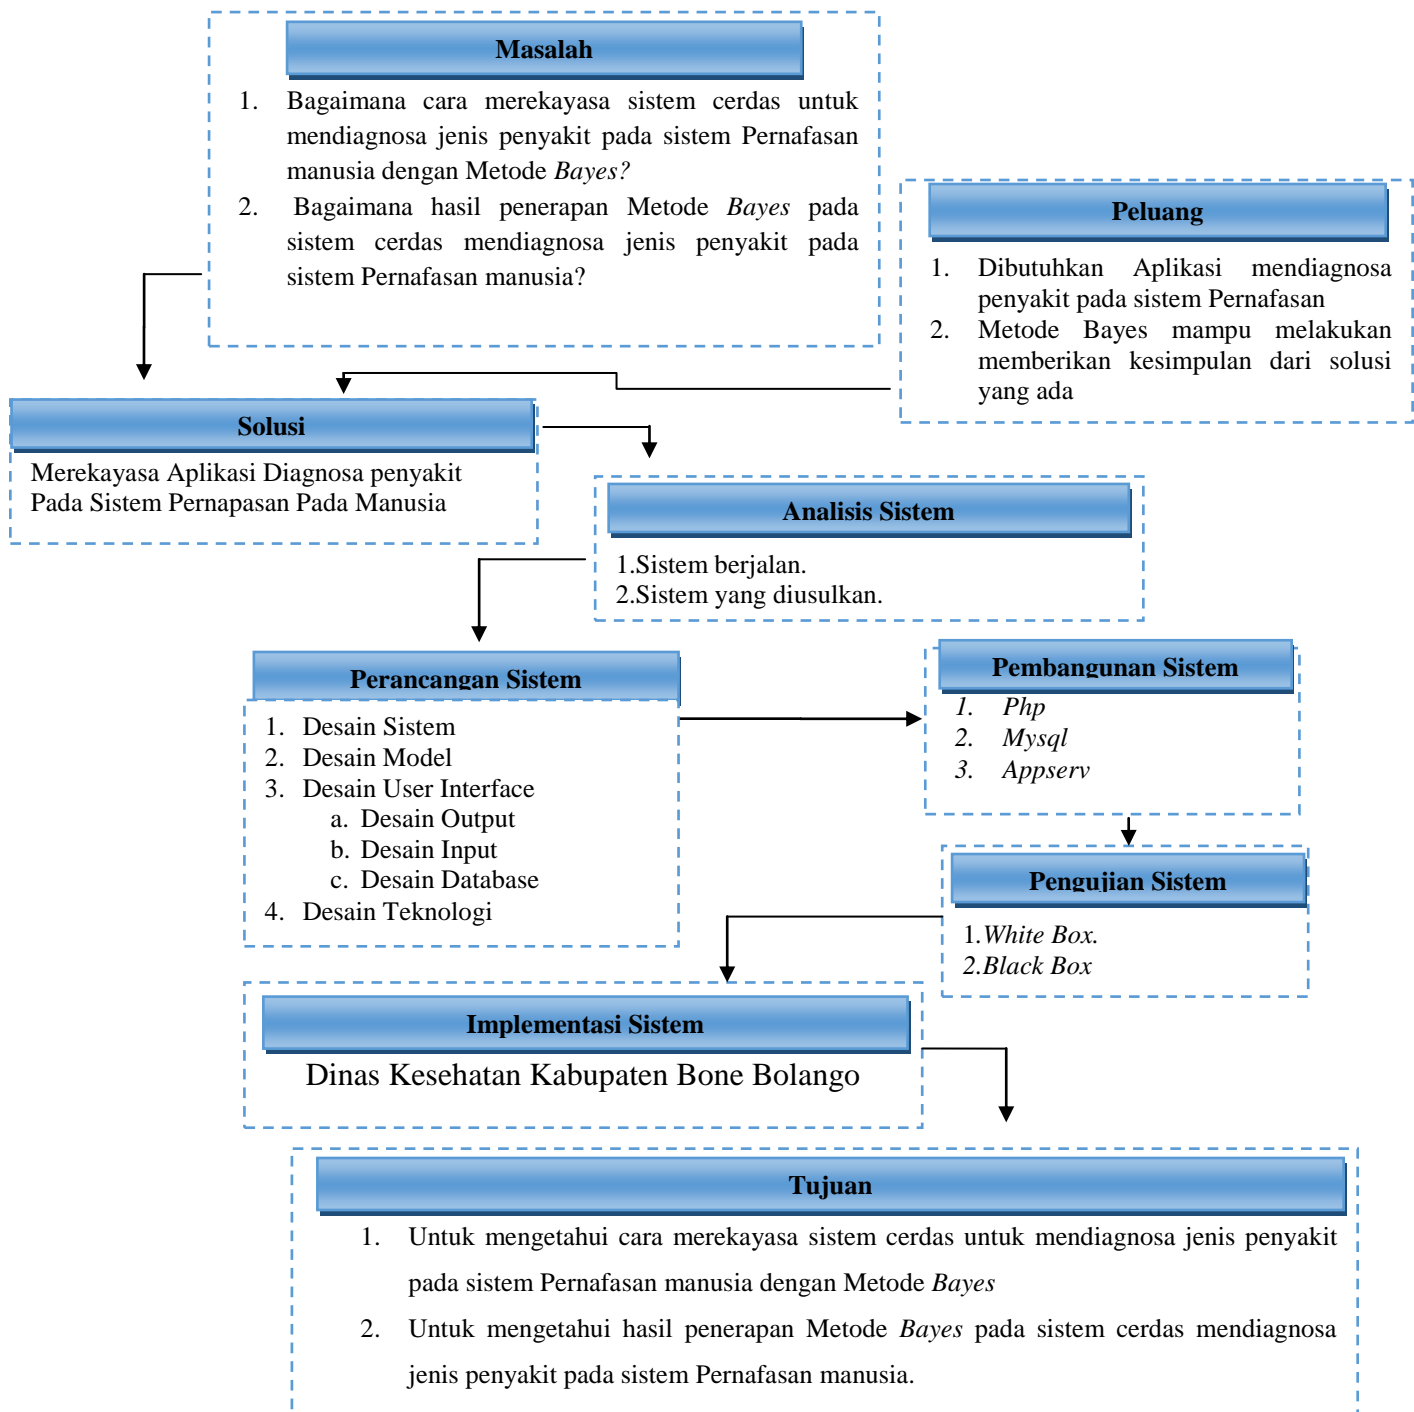 Masalah
1. Bagaimana cara merekayasa sistem cerdas untuk
mendiagnosa jenis penyakit pada sistem Pernafasan
manusia dengan Metode Bayes?
2. Bagaimana hasil penerapan Metode Bayes pada
sistem cerdas mendiagnosa jenis penyakit pada
sistem Pernafasan manusia?
Peluang
1. Dibutuhkan Aplikasi mendiagnosa
penyakit pada sistem Pernafasan
2. Metode Bayes mampu melakukan
memberikan kesimpulan dari solusi
yang ada
Solusi
Merekayasa Aplikasi Diagnosa penyakit
Pada Sistem Pernapasan Pada Manusia
Analisis Sistem
1.Sistem berjalan.
2.Sistem yang diusulkan.
Perancangan Sistem
1. Desain Sistem
2. Desain Model
3. Desain User Interface
a. Desain Output
b. Desain Input
c. Desain Database
4. Desain Teknologi
Pembangunan Sistem
1. Php
2. Mysql
3. Appserv
Pengujian Sistem
1.White Box.
2.Black Box
Implementasi Sistem
Dinas Kesehatan Kabupaten Bone Bolango
Tujuan
1. Untuk mengetahui cara merekayasa sistem cerdas untuk mendiagnosa jenis penyakit
pada sistem Pernafasan manusia dengan Metode Bayes
2. Untuk mengetahui hasil penerapan Metode Bayes pada sistem cerdas mendiagnosa
jenis penyakit pada sistem Pernafasan manusia.